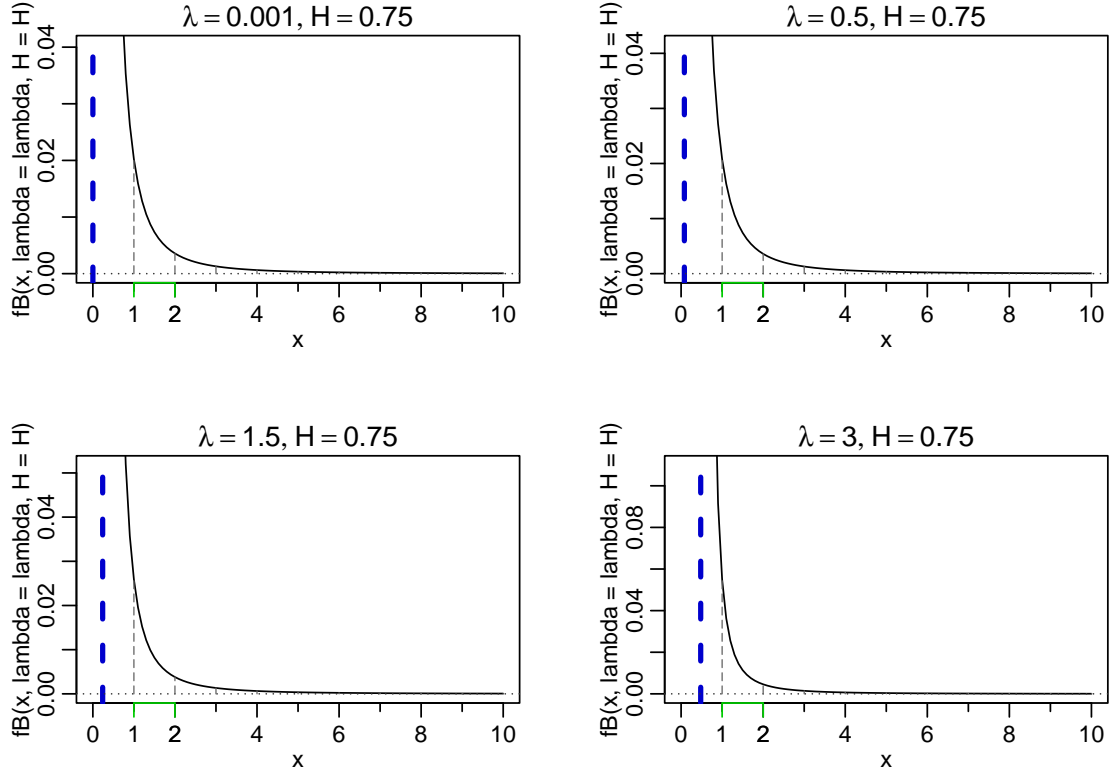 λ = 0.001, H = 0.75
fB(x, lambda = lambda, H = H)
0.00 0.02 0.04
0 1 2 4 6 8 10
x
λ = 0.5, H = 0.75
fB(x, lambda = lambda, H = H)
0.00 0.02 0.04
0 1 2 4 6 8 10
x
λ = 1.5, H = 0.75
fB(x, lambda = lambda, H = H)
0.00 0.02 0.04
0 1 2 4 6 8 10
x
λ = 3, H = 0.75
fB(x, lambda = lambda, H = H)
0.00 0.04 0.08
0 1 2 4 6 8 10
x